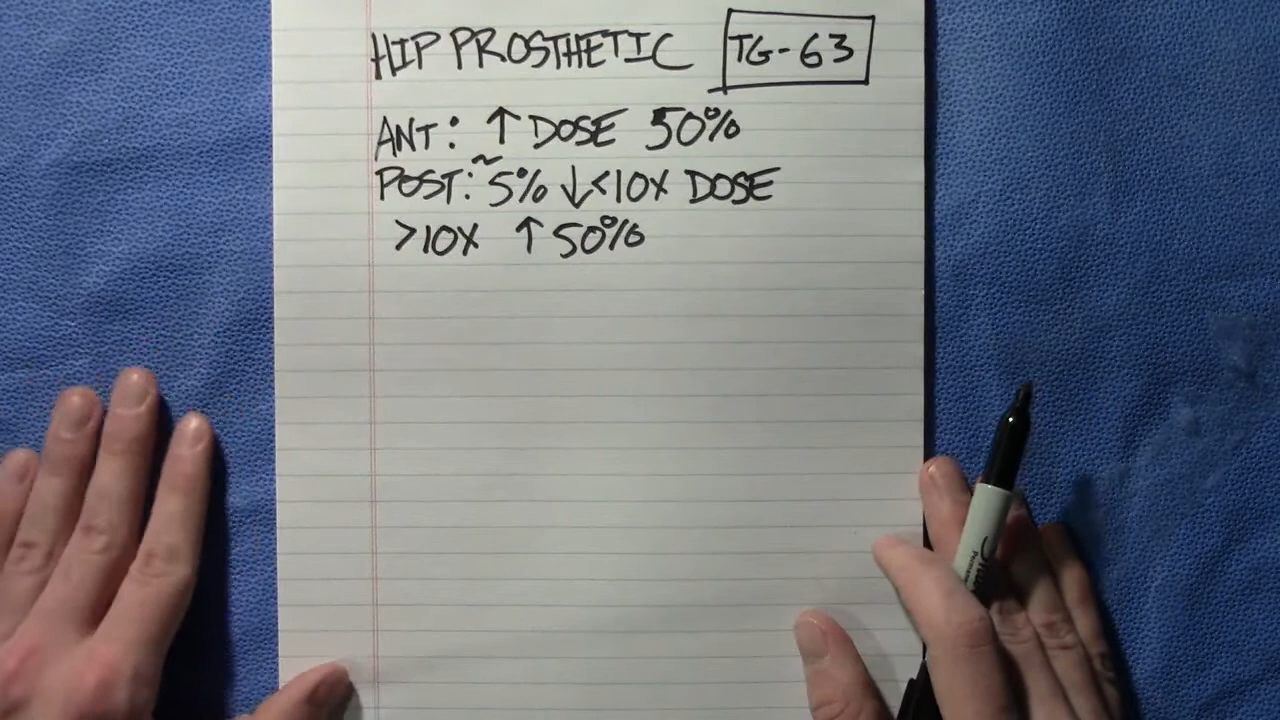 HIP PROSTHETIC TG-63
ANT: ↑ DOSE 50%
POST: ~5% ↓ <10X DOSE
>10X ↑ 50%